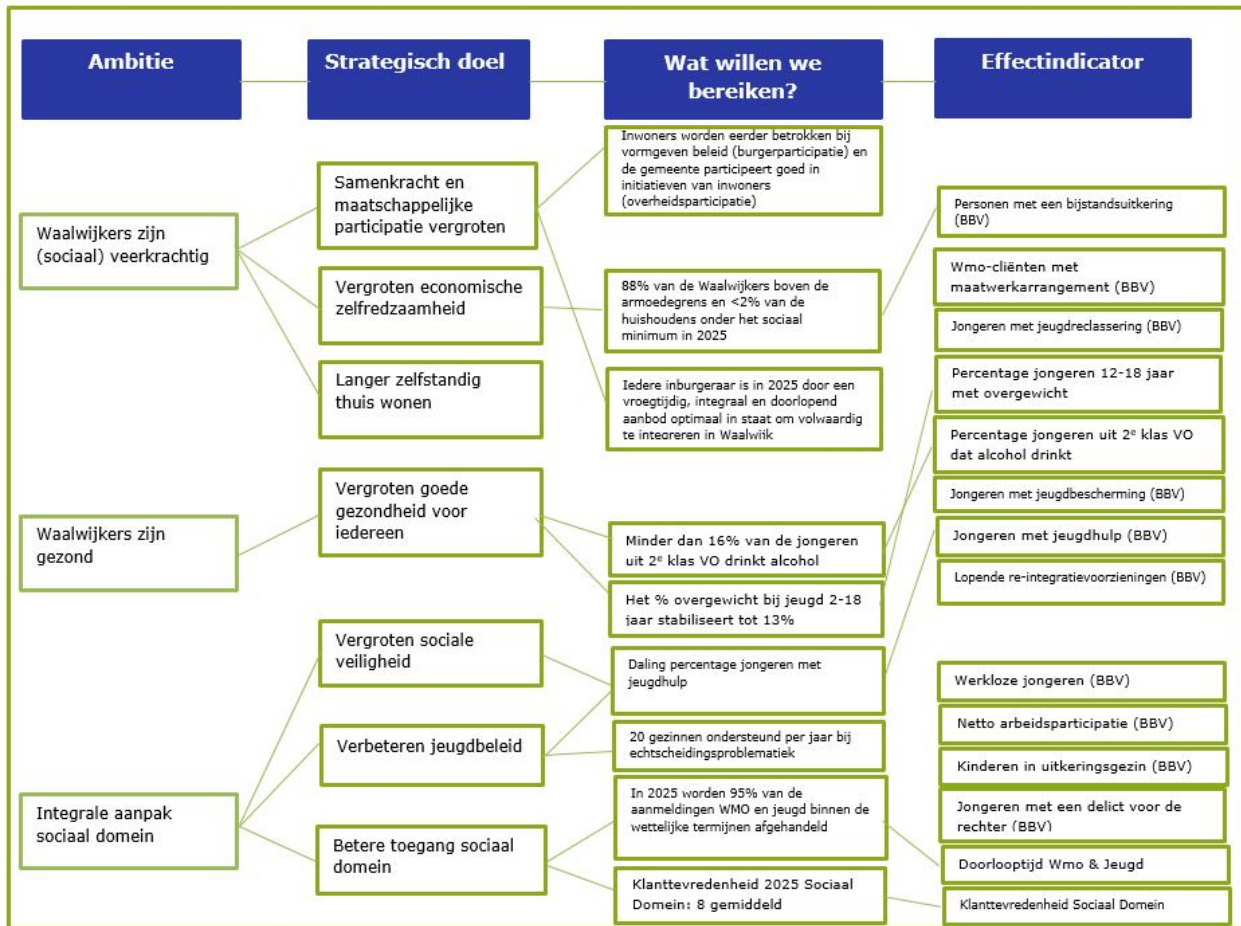 Ambitie
Strategisch doel
Wat willen we
bereiken?
Effectindicator
Waalwijkers zijn
(sociaal) veerkrachtig
Waalwijkers zijn
gezond
Integrale aanpak
sociaal domein
Samenkracht en
maatschappelijke
participatie vergroten
Vergroten economische
zelfredzaamheid
Langer zelfstandig
thuis wonen
Vergroten goede
gezondheid voor
iedereen
Vergroten sociale
veiligheid
Verbeteren jeugdbeleid
Betere toegang sociaal
domein
Inwoners worden eerder betrokken bij
vormgeven beleid (burgerparticipatie) en
de gemeente participeert goed in
initiatieven van inwoners
(overheidsparticipatie)
88% van de Waalwijkers boven de
armoedegrens en <2% van de
huishoudens onder het sociaal
minimum in 2025
Iedere inburgeraar is in 2025 door een
vroegtijdig, integraal en doorlopend
aanbod optimaal in staat om volwaardig
te integreren in Waalwijk
Minder dan 16% van de jongeren
uit 2e klas VO drinkt alcohol
Het % overgewicht bij jeugd 2-18
jaar stabiliseert tot 13%
Daling percentage jongeren met
jeugdhulp
20 gezinnen ondersteund per jaar bij
echtscheidingsproblematiek
In 2025 worden 95% van de
aanmeldingen WMO en jeugd binnen de
wettelijke termijnen afgehandeld
Klanttevredenheid 2025 Sociaal
Domein: 8 gemiddeld
Personen met een bijstandsuitkering
(BBV)
Wmo-cliënten met
maatwerkarrangement (BBV)
Jongeren met jeugdreclassering (BBV)
Percentage jongeren 12-18 jaar
met overgewicht
Percentage jongeren uit 2e klas VO
dat alcohol drinkt
Jongeren met jeugdbescherming (BBV)
Jongeren met jeugdhulp (BBV)
Lopende re-integratievoorzieningen (BBV)
Werkloze jongeren (BBV)
Netto arbeidsparticipatie (BBV)
Kinderen in uitkeringsgezin (BBV)
Jongeren met een delict voor de
rechter (BBV)
Doorlooptijd Wmo & Jeugd
Klanttevredenheid Sociaal Domein